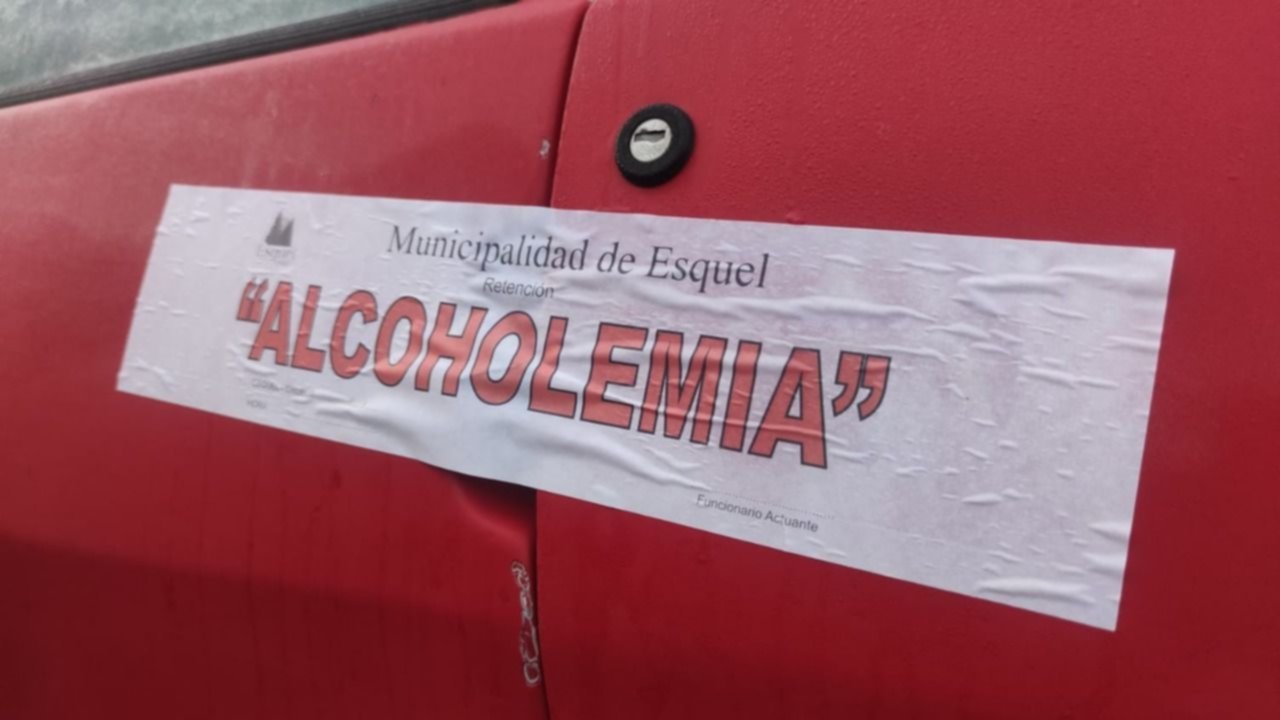 Municipalidad de Esquel
Retención
“ALCOHOLEMIA”
Funcionario Actuante